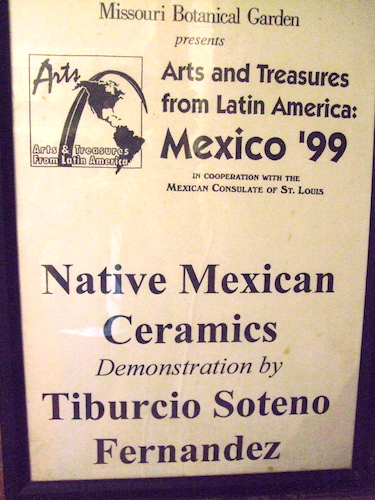 Missouri Botanical Garden
presents
Arts
Arts & Treasures
From Latin America
Arts and Treasures
from Latin America:
Mexico '99
IN COOPERATION WITH THE
MEXICAN CONSULATE OF ST. LOUIS
Native Mexican
Ceramics
Demonstration by
Tiburcio Soteno
Fernandez